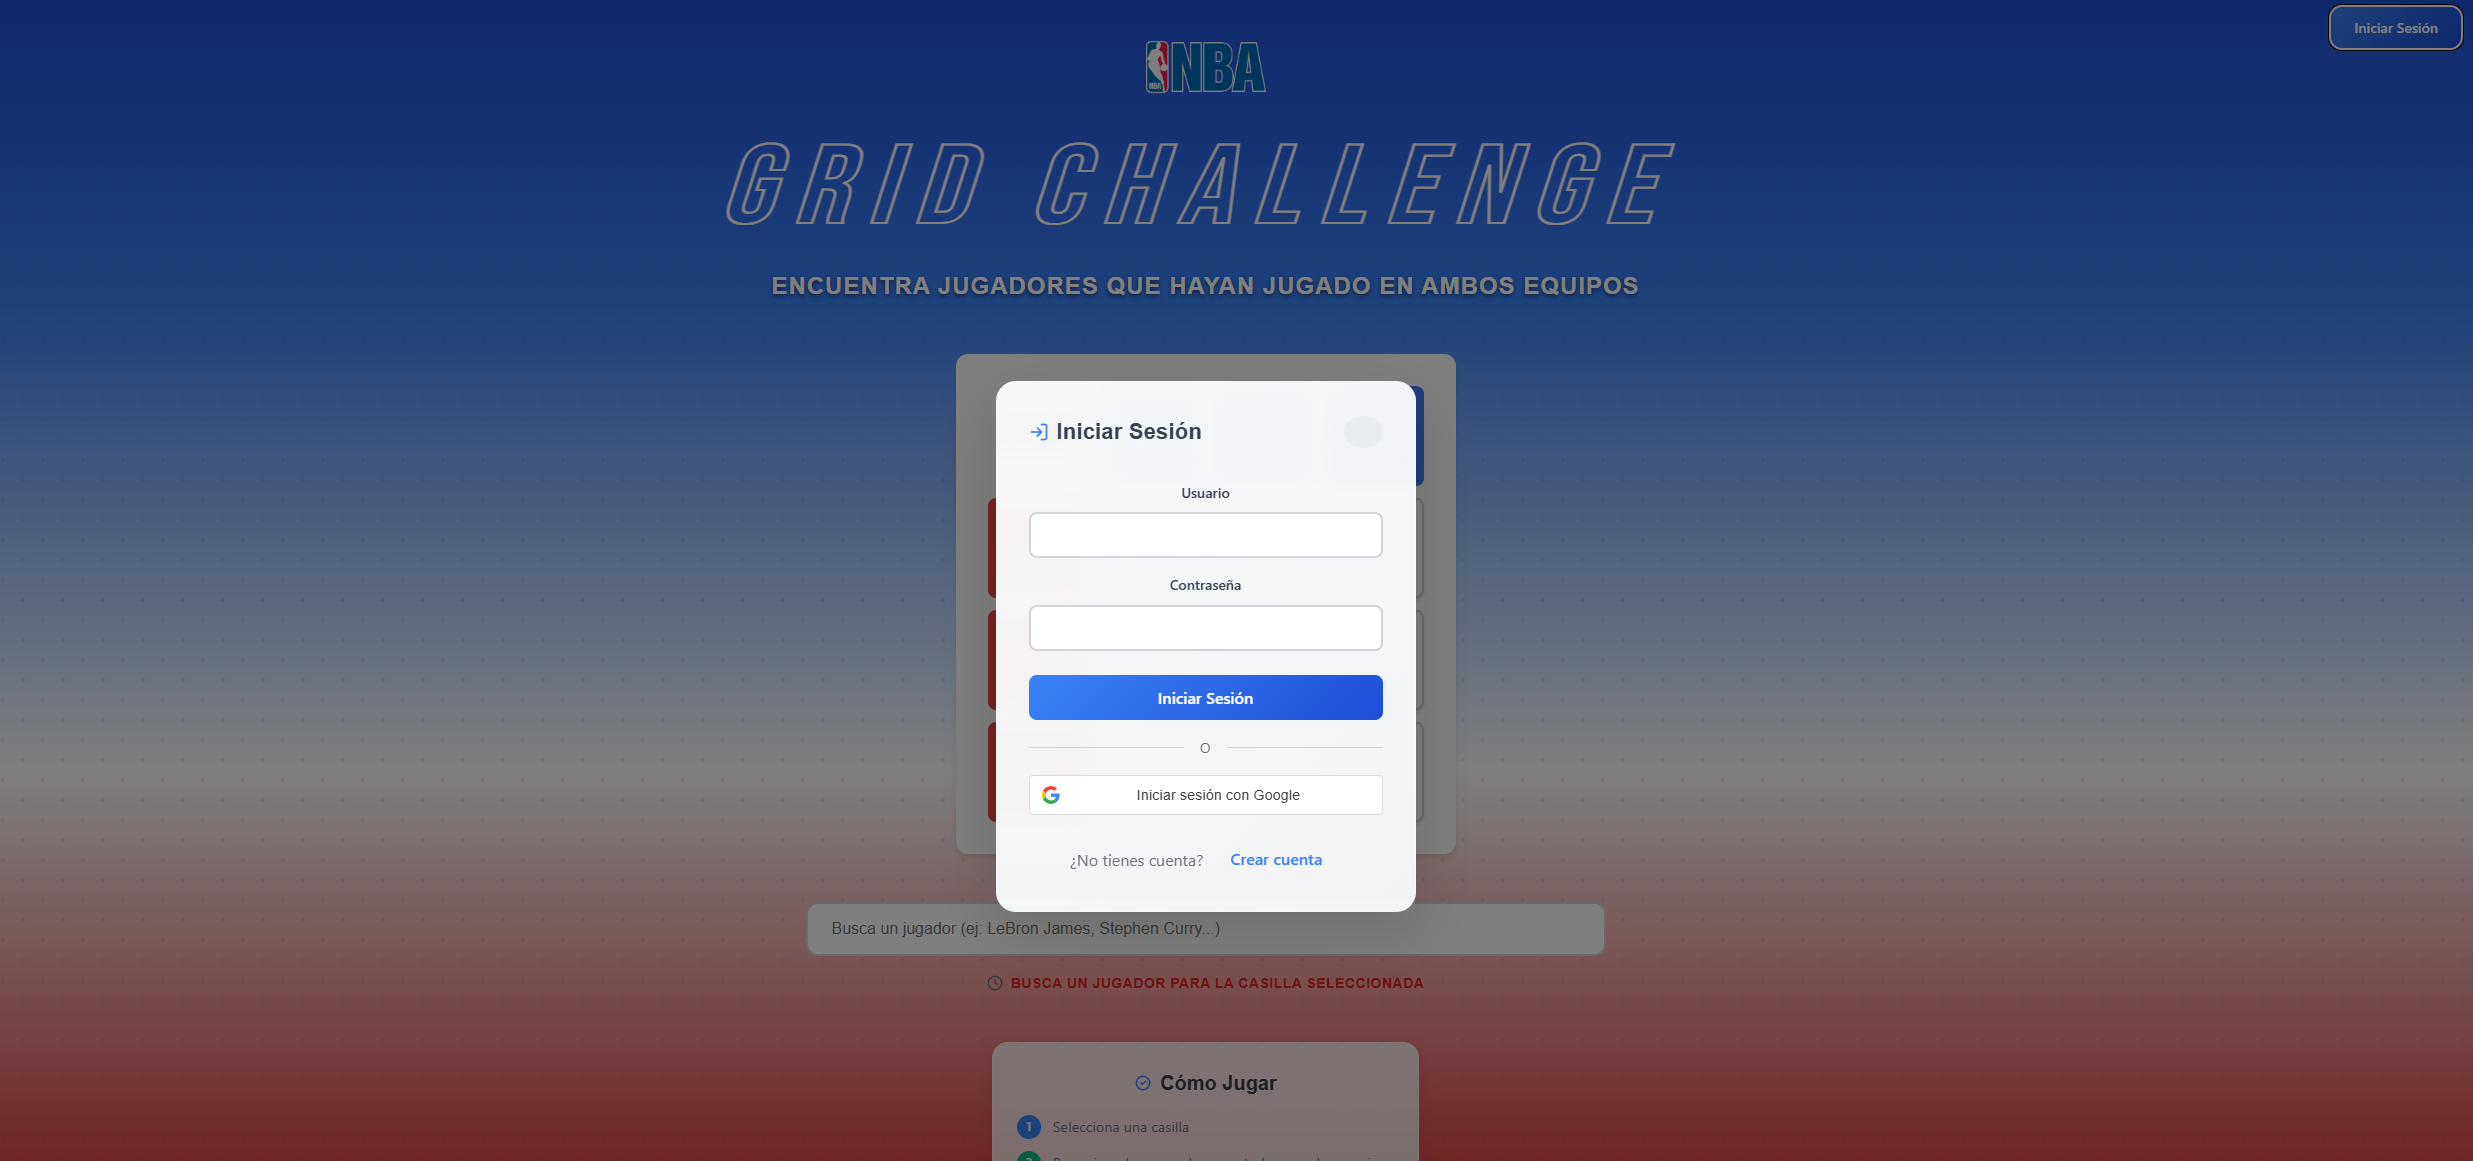 Iniciar Sesión
NBA
NBA
GRID CHALLENGE
ENCUENTRA JUGADORES QUE HAYAN JUGADO EN AMBOS EQUIPOS
Iniciar Sesión
Usuario
Contraseña
Iniciar Sesión
O
Iniciar sesión con Google
¿No tienes cuenta? Crear cuenta
Busca un jugador (ej: LeBron James, Stephen Curry...)
BUSCA UN JUGADOR PARA LA CASILLA SELECCIONADA
Cómo Jugar
1 Selecciona una casilla